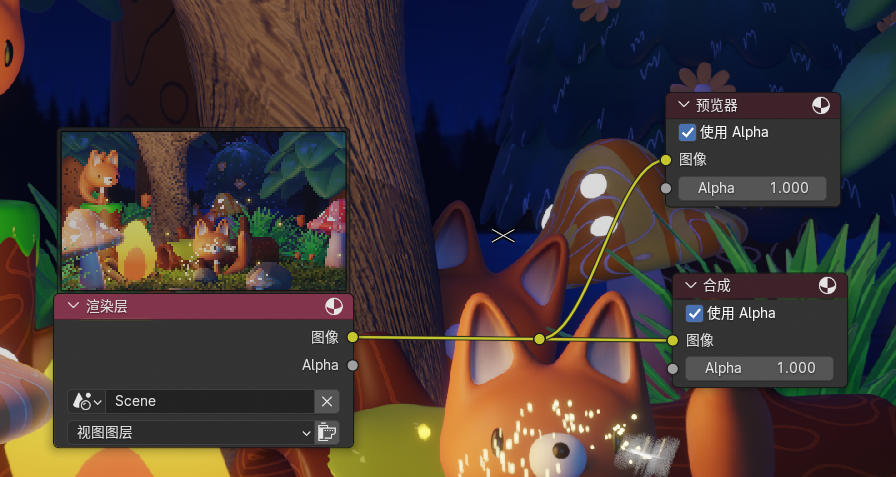 渲染层
图像
Alpha
Scene
视图图层
预览器
使用 Alpha
图像
Alpha 1.000
合成
使用 Alpha
图像
Alpha 1.000